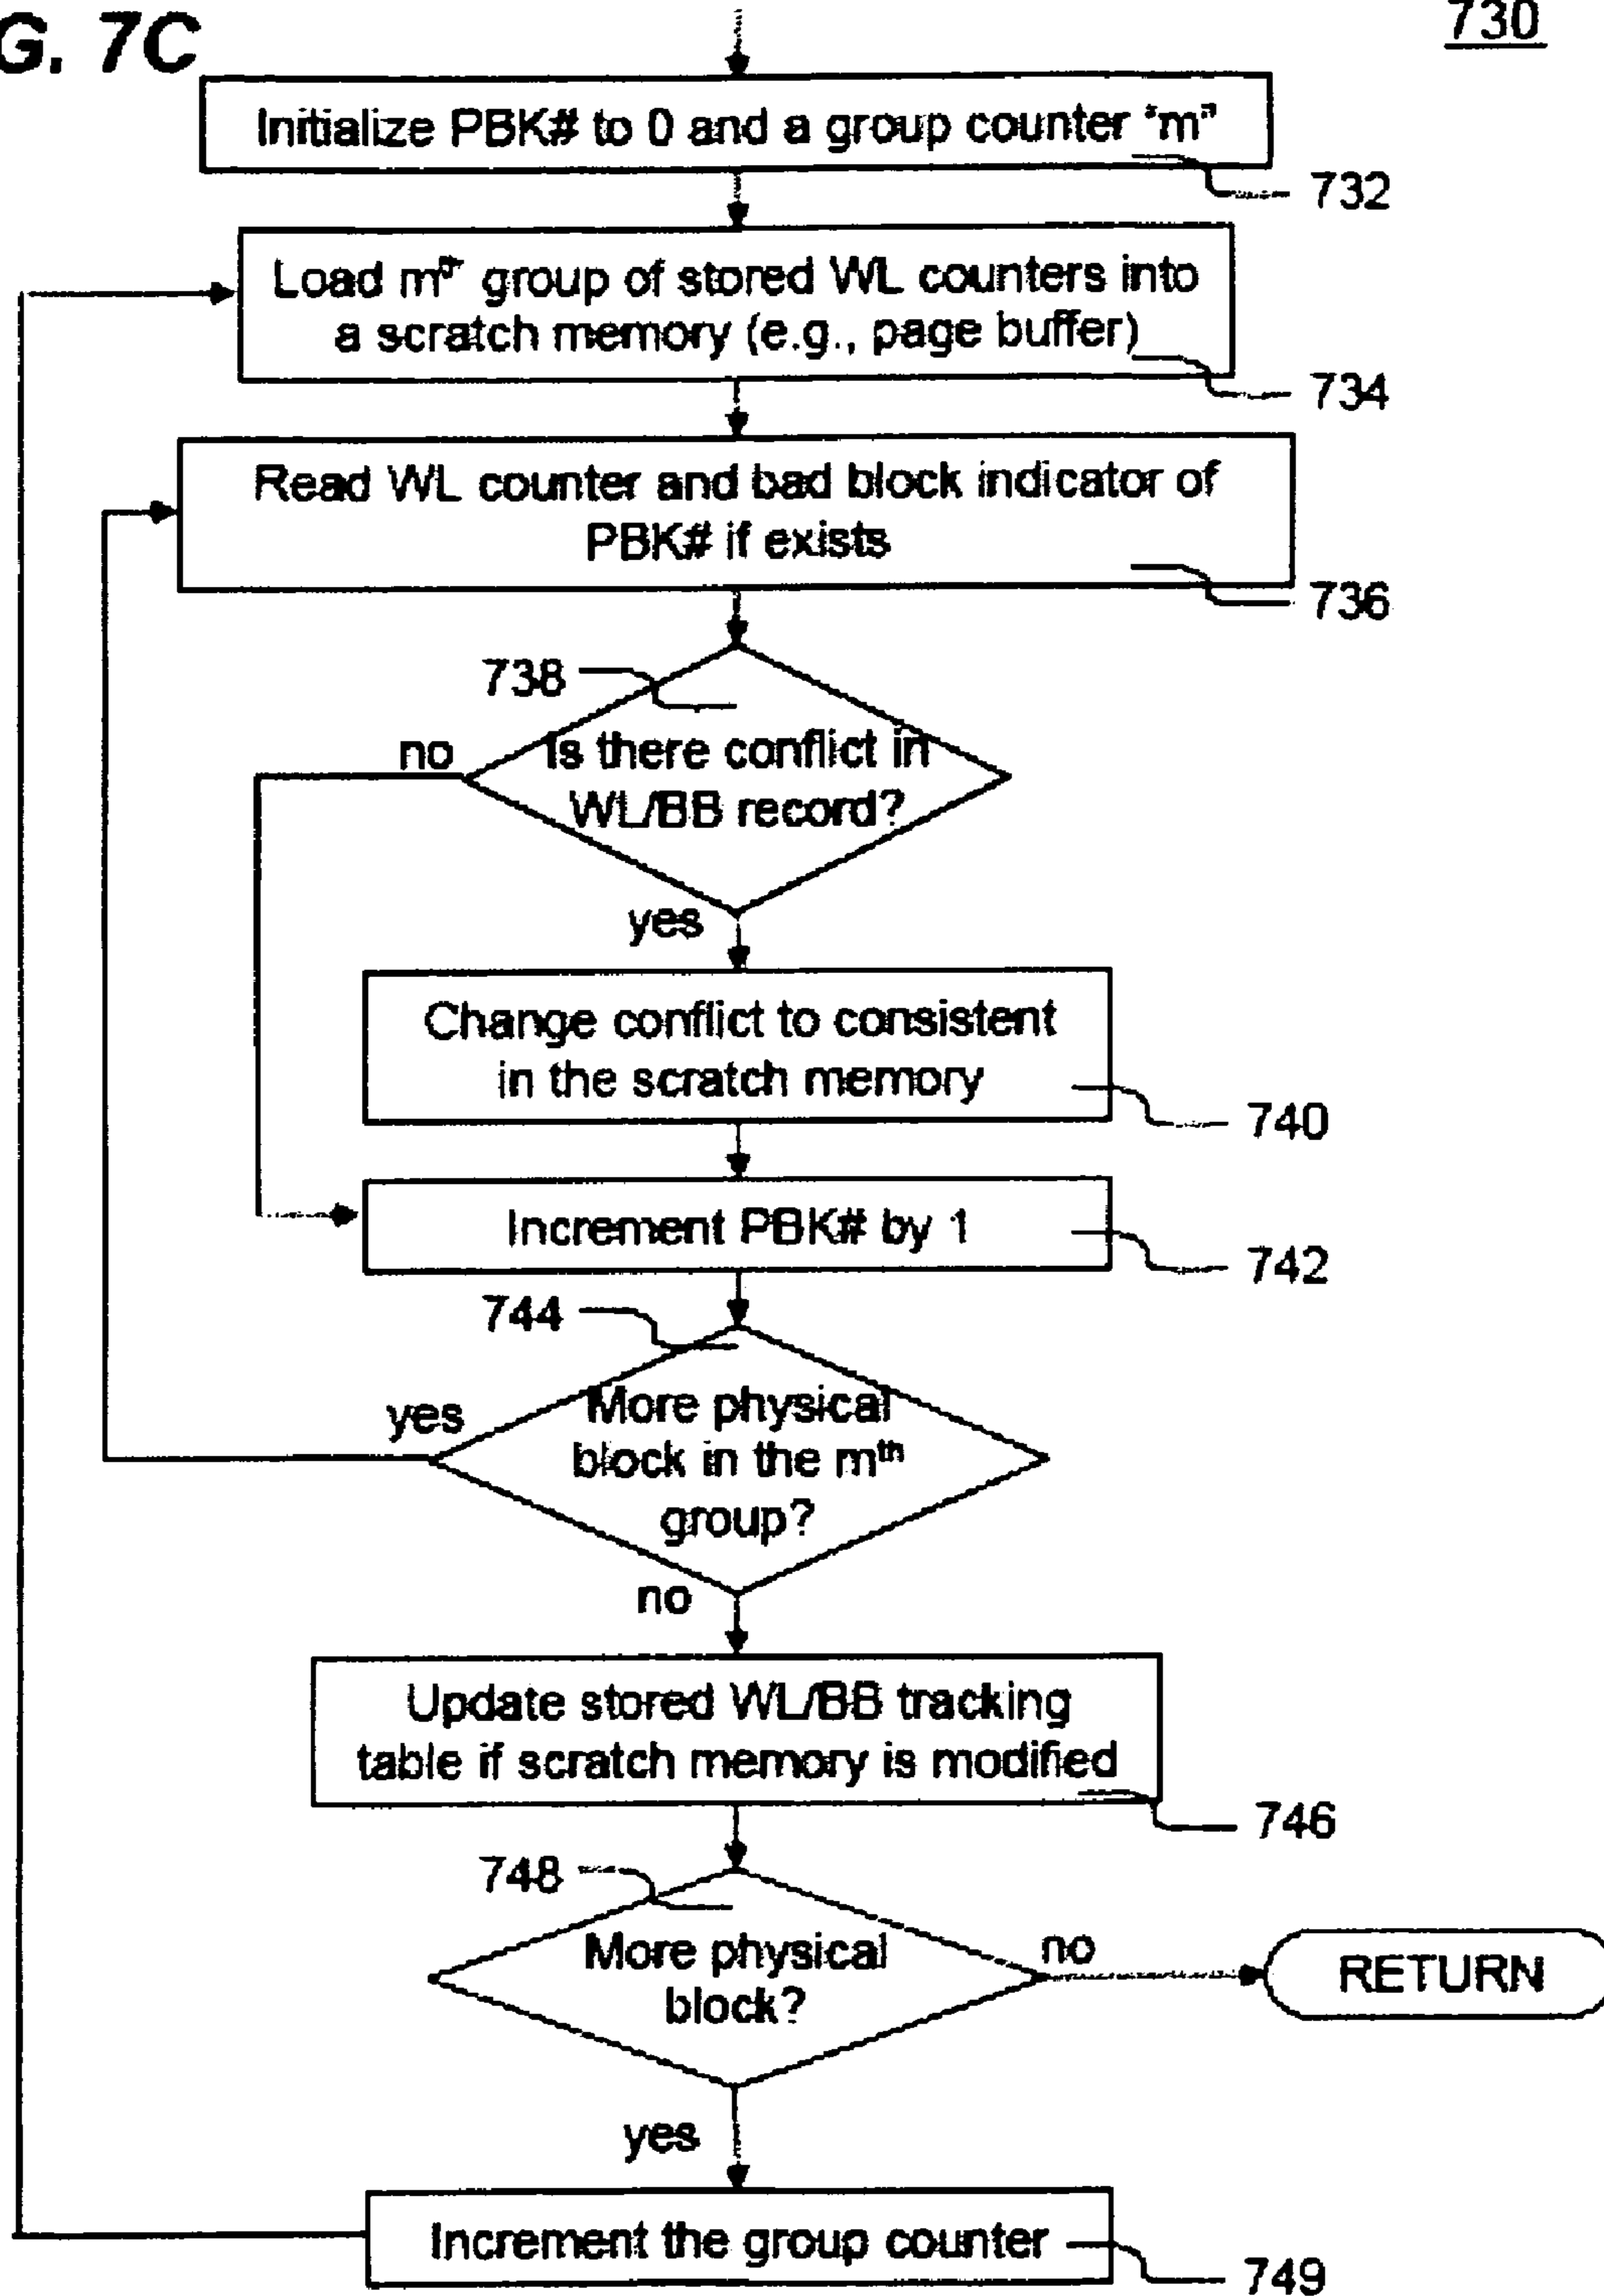 G. 7C
730
Initialize PBK# to 0 and a group counter "m"
732
Load mth group of stored WL counters into
a scratch memory (e.g., page buffer)
734
Read WL counter and bad block indicator of
PBK# if exists
736
738
no
Is there conflict in
WL/BB record?
yes
Change conflict to consistent
in the scratch memory
740
Increment PBK# by 1
742
744
yes
More physical
block in the mth
group?
no
Update stored WL/BB tracking
table if scratch memory is modified
746
748
More physical
block?
no
RETURN
yes
Increment the group counter
749